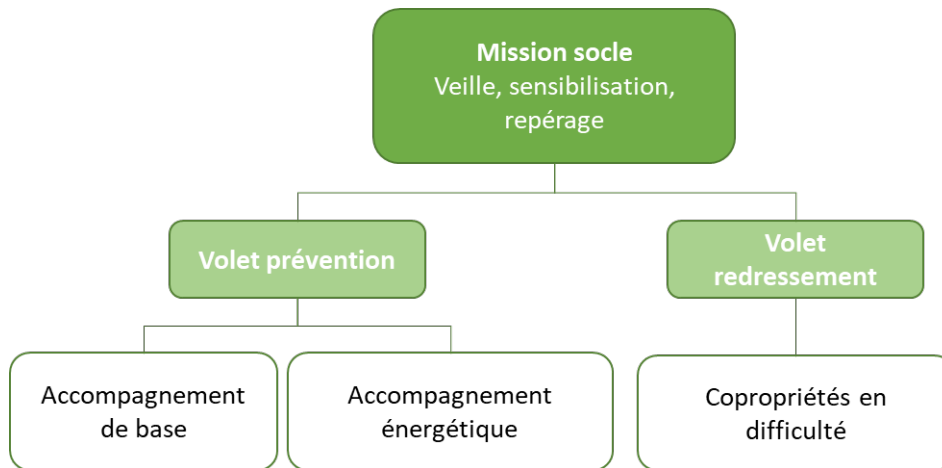 Mission socle
Veille, sensibilisation,
repérage
Volet prévention
Volet
redressement
Accompagnement
de base
Accompagnement
énergétique
Copropriétés en
difficulté